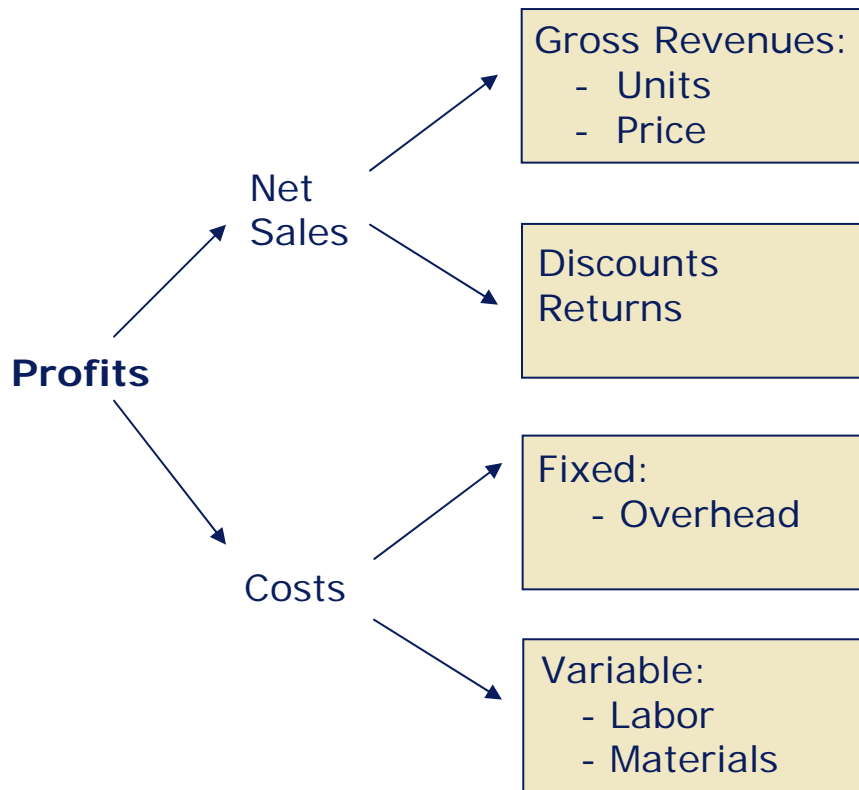 Profits
Net
Sales
Gross Revenues:
- Units
- Price
Discounts
Returns
Costs
Fixed:
- Overhead
Variable:
- Labor
- Materials